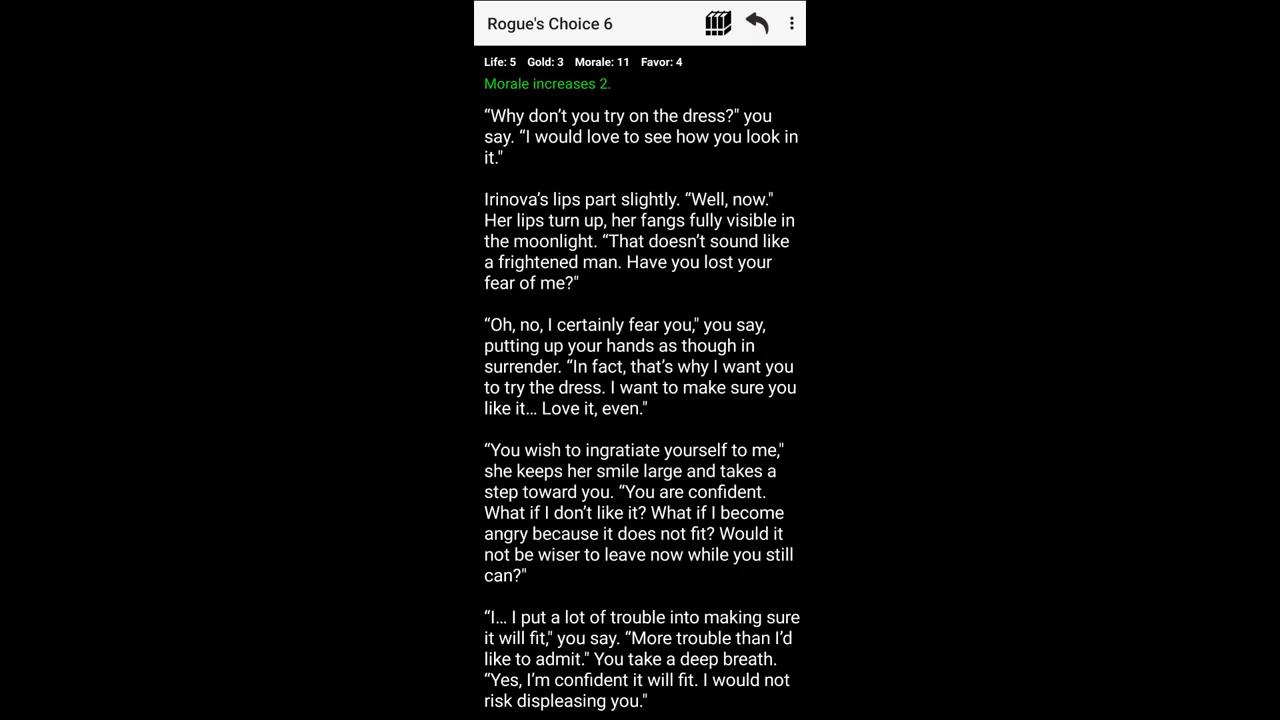 Rogue's Choice 6
Life: 5 Gold: 3 Morale: 11 Favor: 4
Morale increases 2.
“Why don’t you try on the dress?" you
say. “I would love to see how you look in
it."
Irinova’s lips part slightly. “Well, now."
Her lips turn up, her fangs fully visible in
the moonlight. “That doesn’t sound like
a frightened man. Have you lost your
fear of me?"
“Oh, no, I certainly fear you," you say,
putting up your hands as though in
surrender. “In fact, that’s why I want you
to try the dress. I want to make sure you
like it… Love it, even."
“You wish to ingratiate yourself to me,"
she keeps her smile large and takes a
step toward you. “You are confident.
What if I don’t like it? What if I become
angry because it does not fit? Would it
not be wiser to leave now while you still
can?"
“I… I put a lot of trouble into making sure
it will fit," you say. “More trouble than I’d
like to admit." You take a deep breath.
“Yes, I’m confident it will fit. I would not
risk displeasing you."